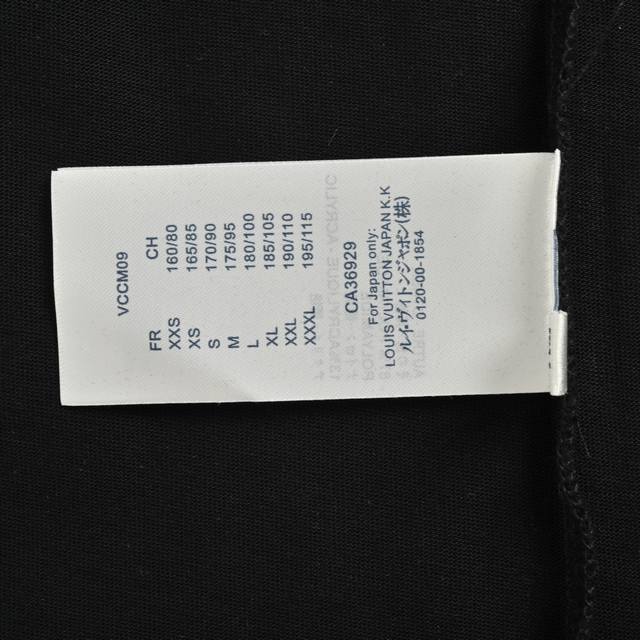 VCCM09
FR CH
XXS 160/80
XS 165/85
S 170/90
M 175/95
L 180/100
XL 185/105
XXL 190/110
XXXL 195/115
CA36929
For Japan only:
LOUIS VUITTON JAPAN K.K
ルイ・ヴィトンジャポン(株)
0120-00-1854